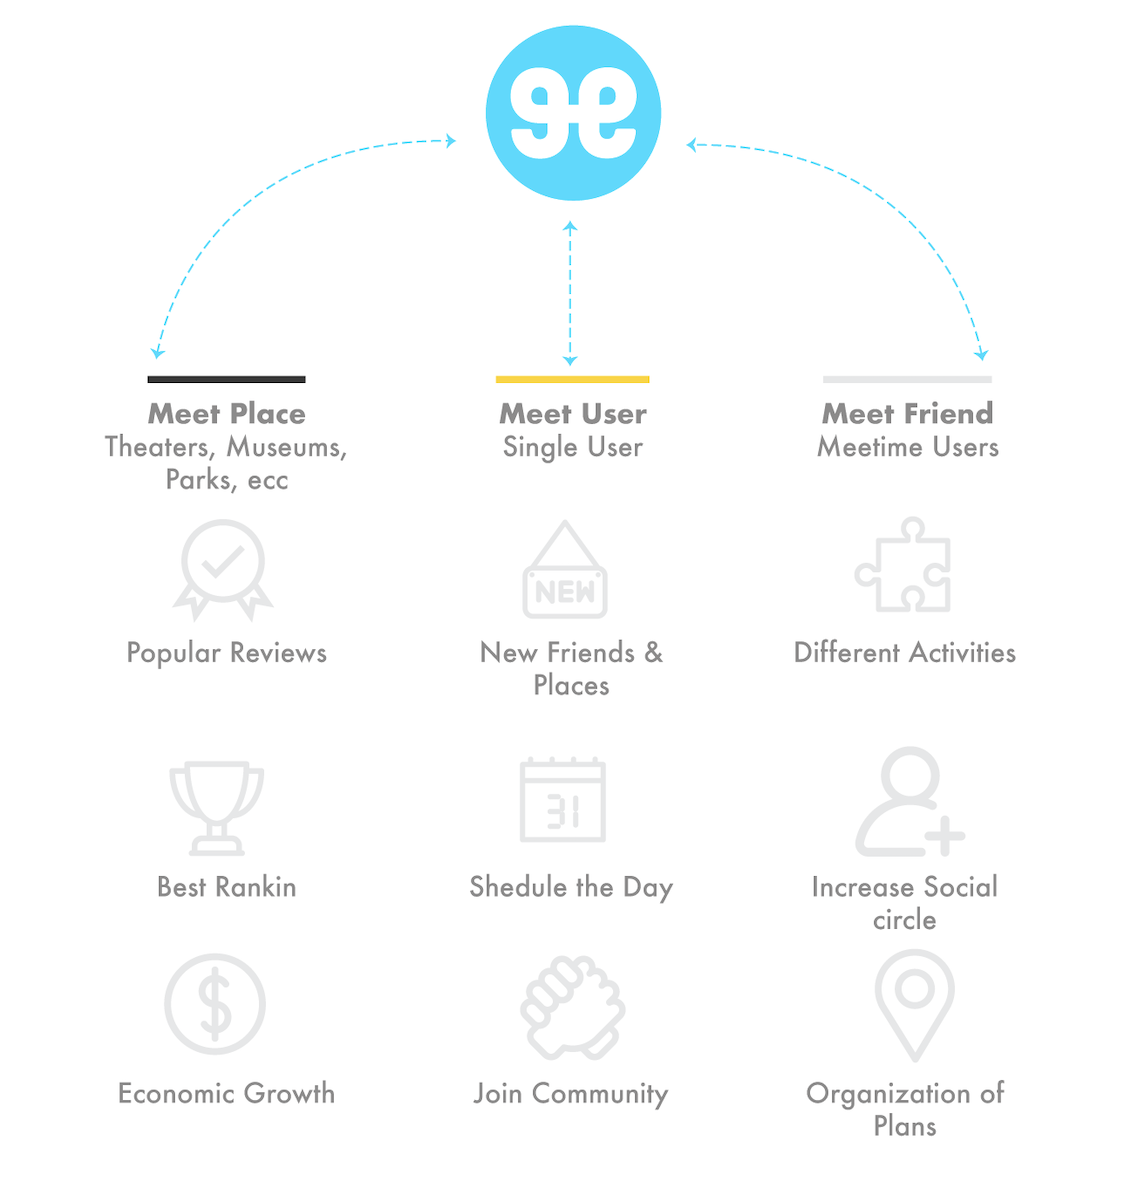 Meet Place
Theaters, Museums,
Parks, ecc
Meet User
Single User
Meet Friend
Meetime Users
Popular Reviews
NEW
New Friends &
Places
Different Activities
Best Rankin
31
Shedule the Day
Increase Social
circle
$
Economic Growth
Join Community
Organization of
Plans